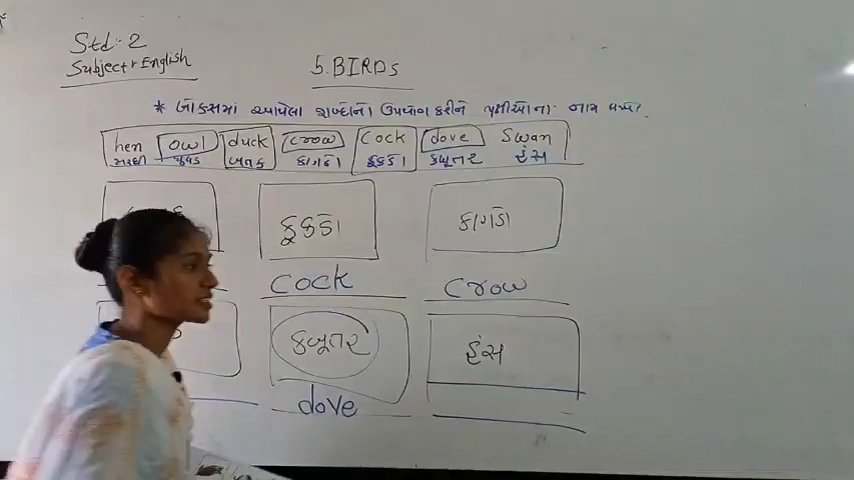 Std:- 2
Subject:- English
5. BIRDS
* બોક્સમાં આપેલા શબ્દોનો ઉપયોગ કરીને પક્ષીઓના નામ
hen owl duck crow cock dove swan
મરઘી ઘુવડ બતક કાગડો કૂકડો કબૂતર હંસ
કૂકડો કાગડો
cock crow
કબૂતર હંસ
dove